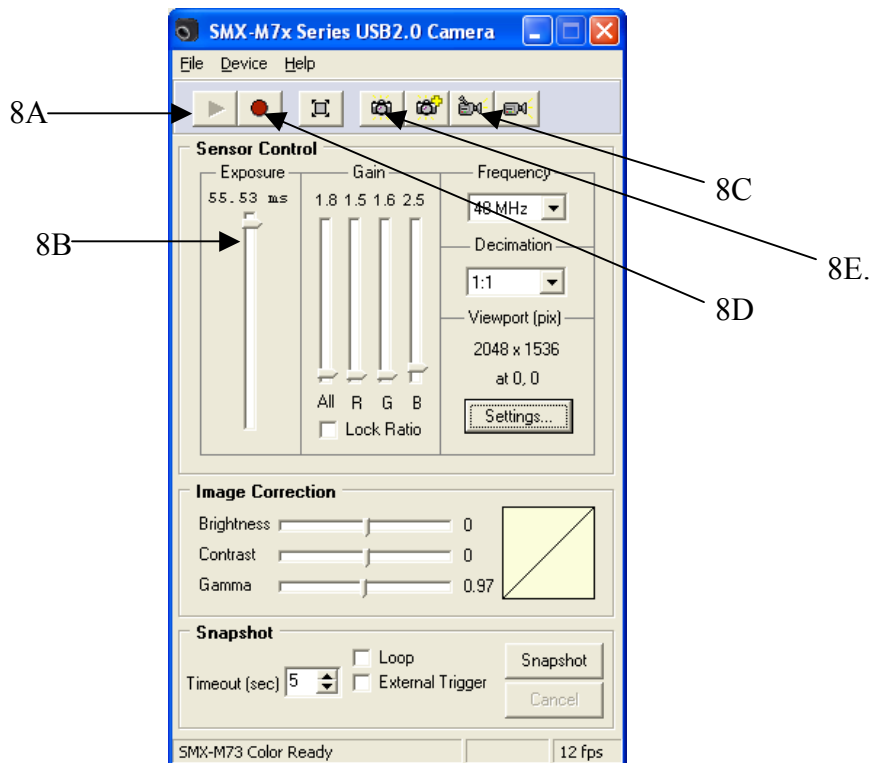 SMX-M7x Series USB2.0 Camera
File Device Help
8A
Sensor Control
Exposure
Gain
Frequency
55.53 ms
1.8 1.5 1.6 2.5
48 MHz
8C
8B
Decimation
8E.
1:1
8D
Viewport (pix)
2048 x 1536
at 0, 0
All R G B
Settings...
Lock Ratio
Image Correction
Brightness 0
Contrast 0
Gamma 0.97
Snapshot
Loop
Snapshot
Timeout (sec) 5
External Trigger
Cancel
SMX-M73 Color Ready
12 fps